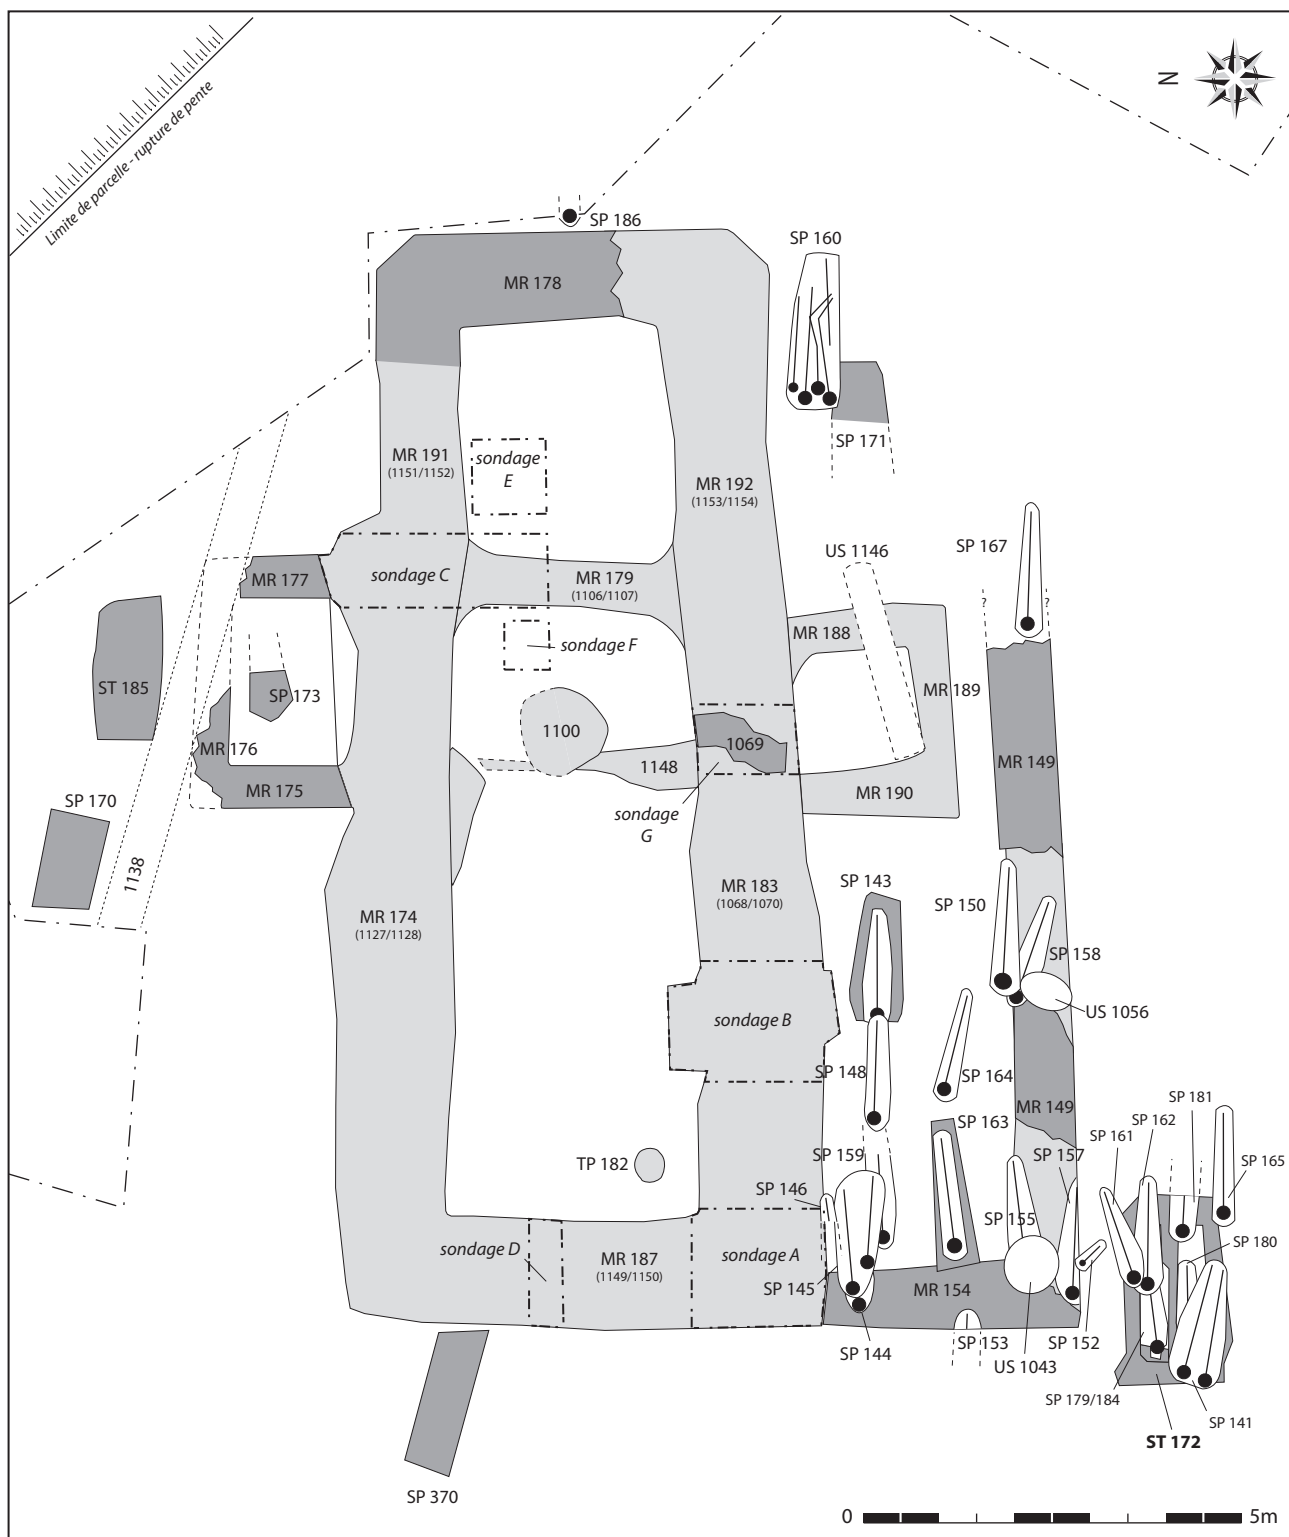 N
Limite de parcelle - rupture de pente
SP 186
SP 160
MR 178
SP 171
MR 191
(1151/1152)
sondage
E
MR 192
(1153/1154)
US 1146
SP 167
MR 177
sondage C
MR 179
(1106/1107)
? ?
MR 188
sondage F
ST 185
SP 173
MR 189
MR 176
1100
1069
1148
MR 149
MR 175
MR 190
SP 170
sondage
G
1138
SP 143
MR 183
(1068/1070)
SP 150
MR 174
(1127/1128)
SP 158
US 1056
sondage B
SP 148
SP 164
SP 181
MR 149
SP 163
SP 162
SP 161
SP 159
SP 157
SP 165
TP 182
SP 146
SP 155
sondage D
MR 187
(1149/1150)
sondage A
SP 180
SP 145
MR 154
SP 153
SP 152
SP 144
US 1043
SP 179/184
SP 141
ST 172
SP 370
0 5m